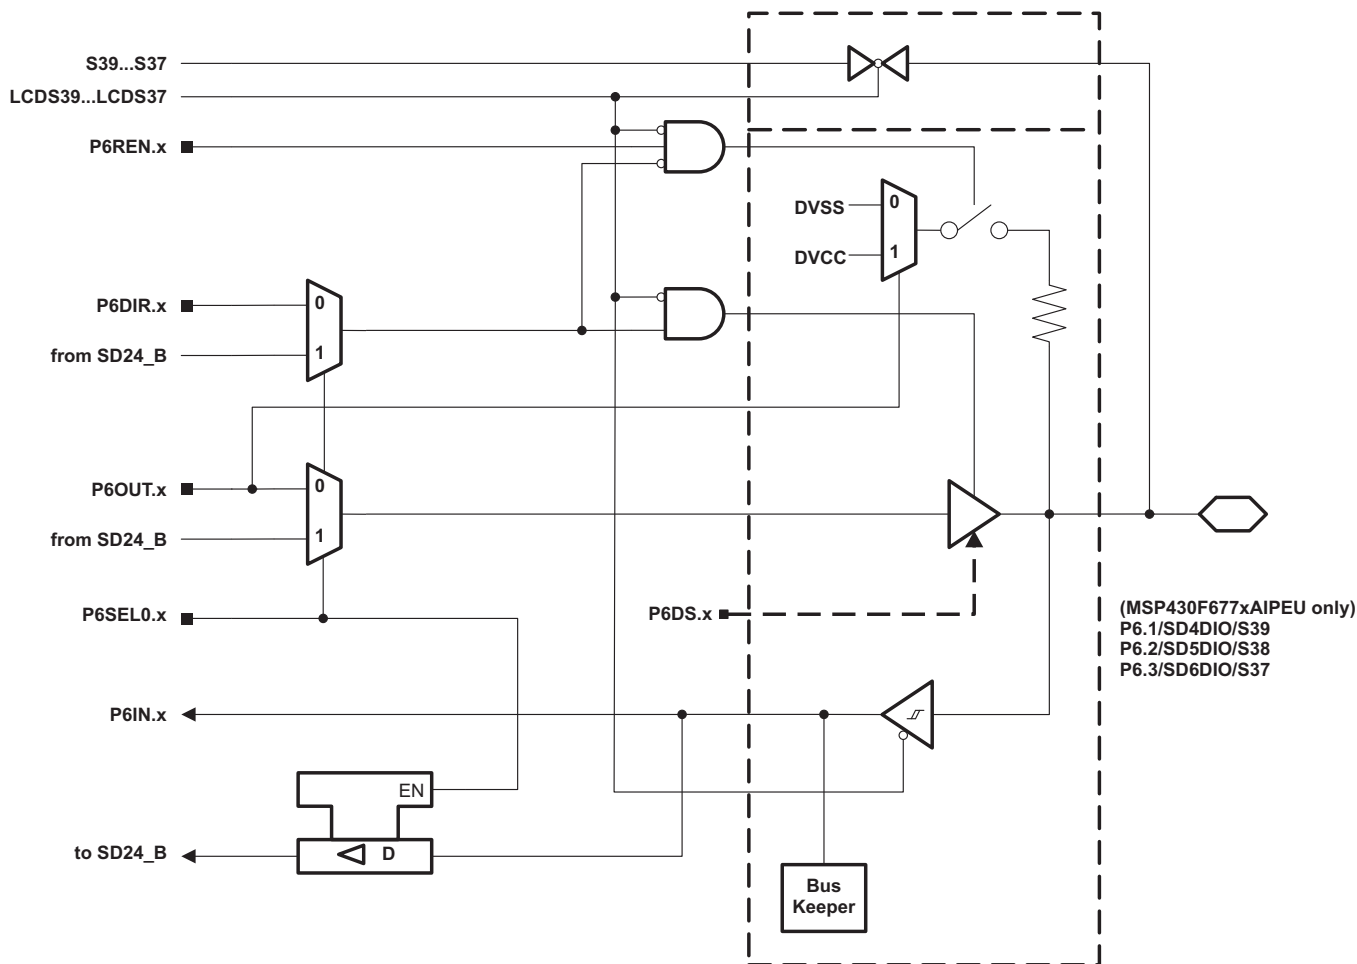 S39...S37
LCDS39...LCDS37
P6REN.x
DVSS
0
DVCC
1
P6DIR.x
0
from SD24_B
1
P6OUT.x
0
from SD24_B
1
P6SEL0.x
P6DS.x
(MSP430F677xAIPEU only)
P6.1/SD4DIO/S39
P6.2/SD5DIO/S38
P6.3/SD6DIO/S37
P6IN.x
EN
to SD24_B
D
Bus
Keeper